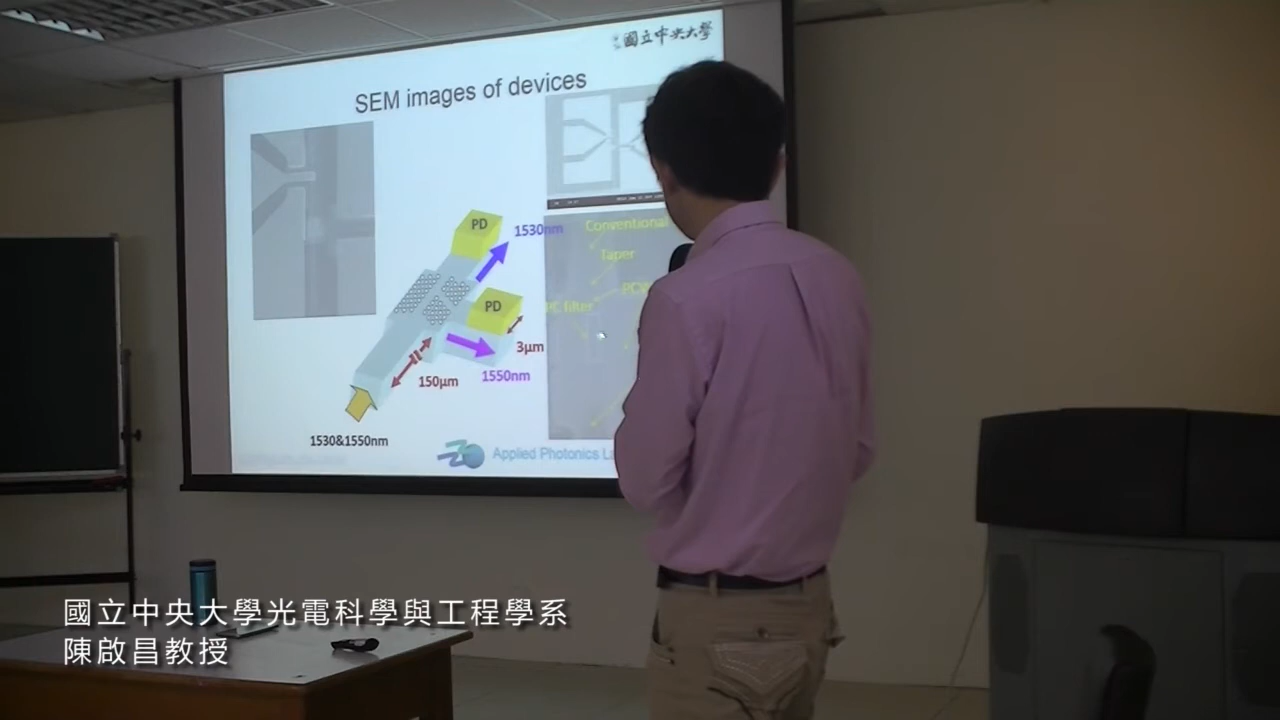 國立中央大學
SEM images of devices
PD
1530nm
Conventional
Taper
PD
PC filter
3μm
1550nm
150μm
1530&1550nm
Applied Photonics
國立中央大學光電科學與工程學系
陳啟昌教授